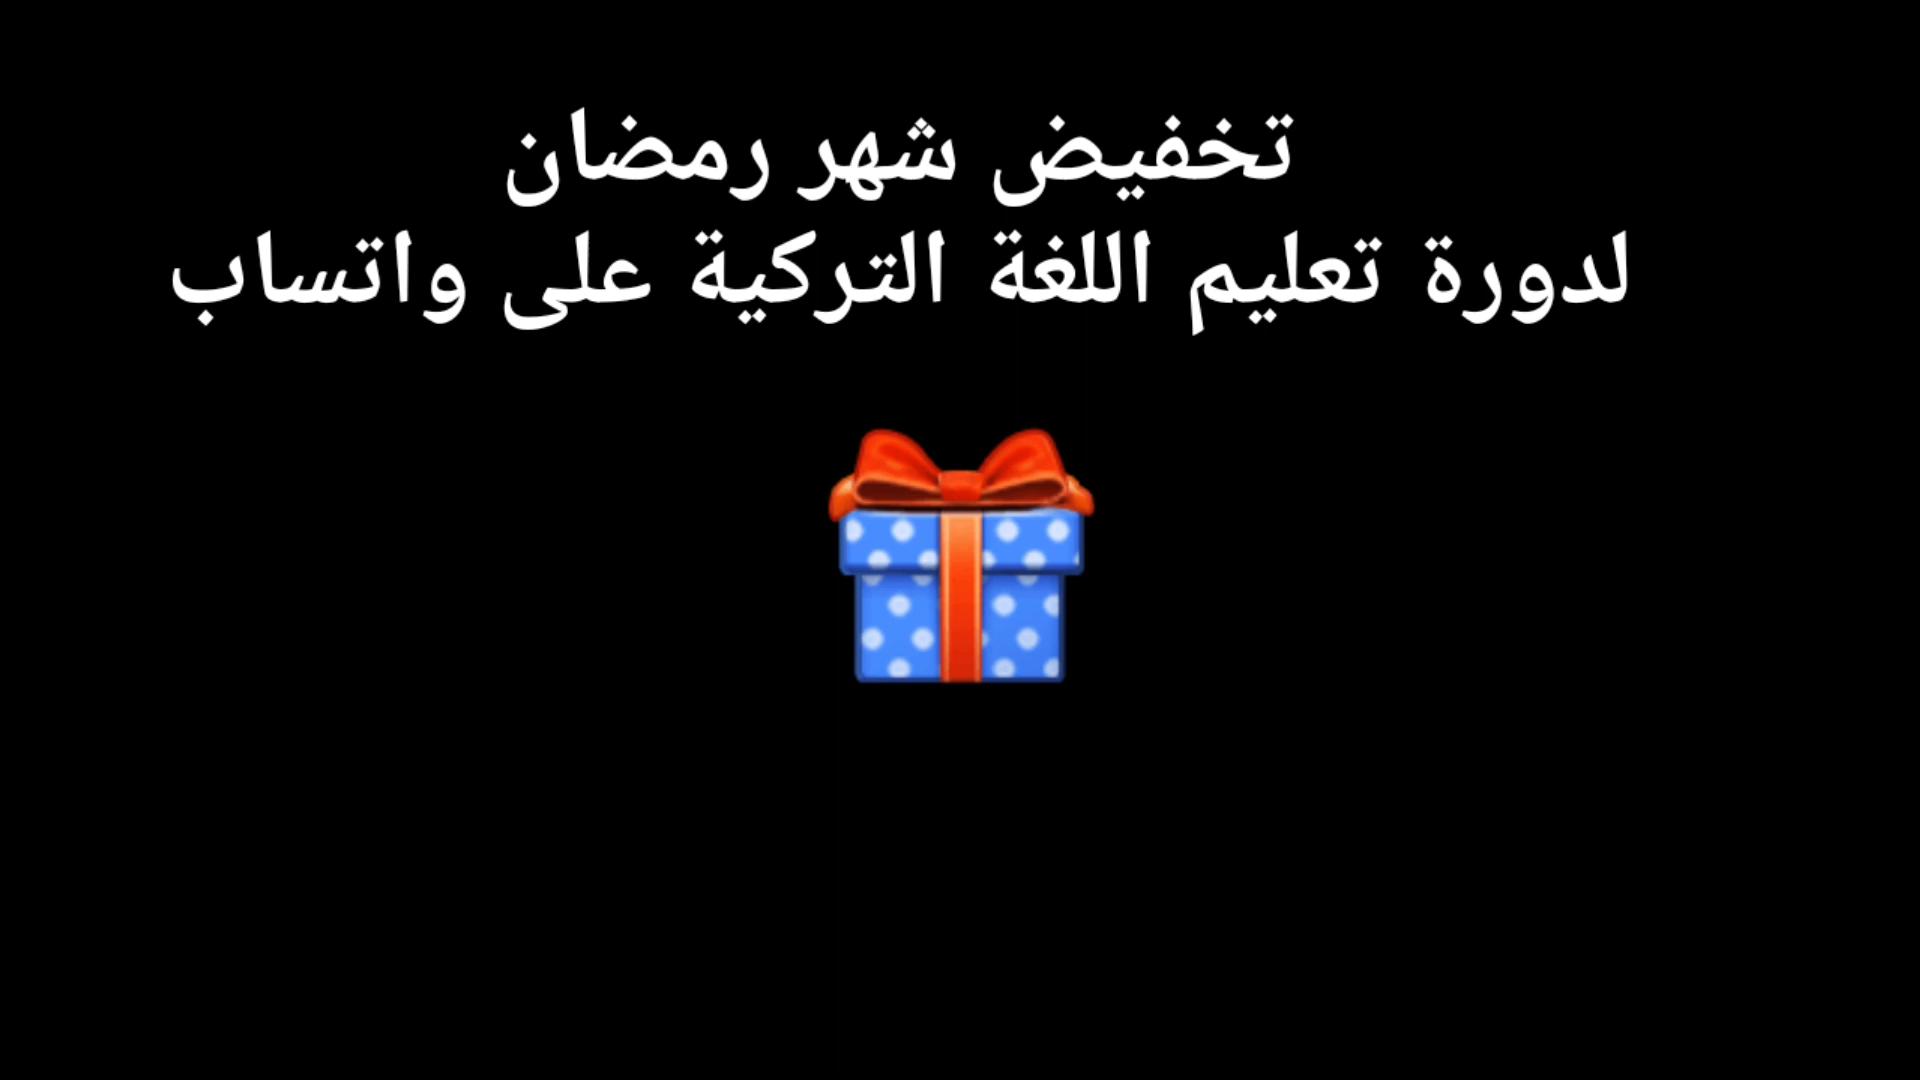 تخفيض شهر رمضان
لدورة تعليم اللغة التركية على واتساب